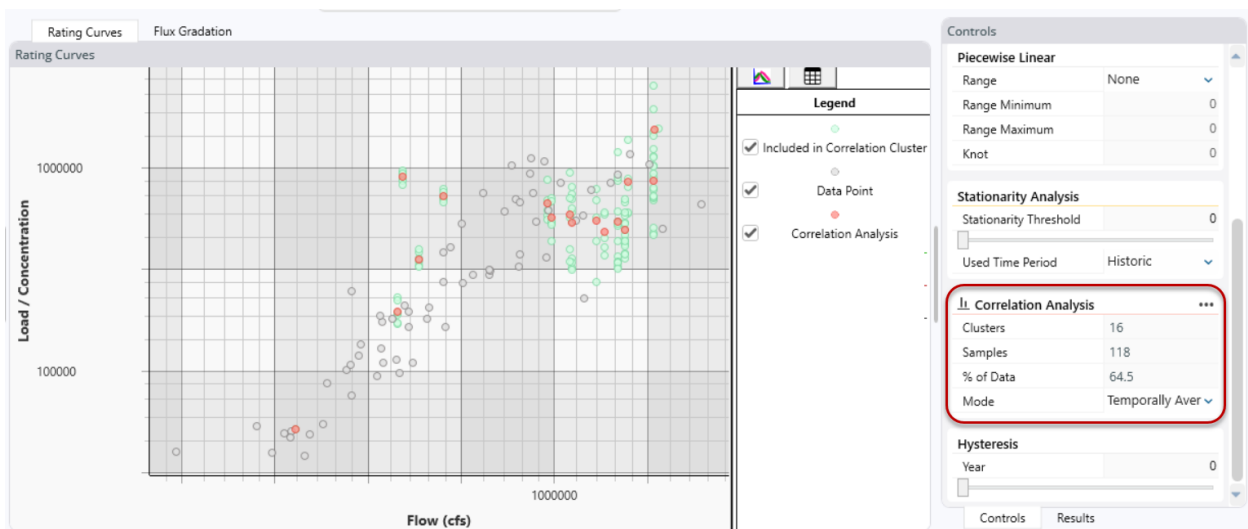 Rating Curves
Flux Gradation
Rating Curves
1000000
100000
Load / Concentration
1000000
Flow (cfs)
Legend
Included in Correlation Cluster
Data Point
Correlation Analysis
Controls
Piecewise Linear
Range None
Range Minimum 0
Range Maximum 0
Knot 0
Stationarity Analysis
Stationarity Threshold 0
Used Time Period Historic
Correlation Analysis
Clusters 16
Samples 118
% of Data 64.5
Mode Temporally Aver
Hysteresis
Year 0
Controls
Results